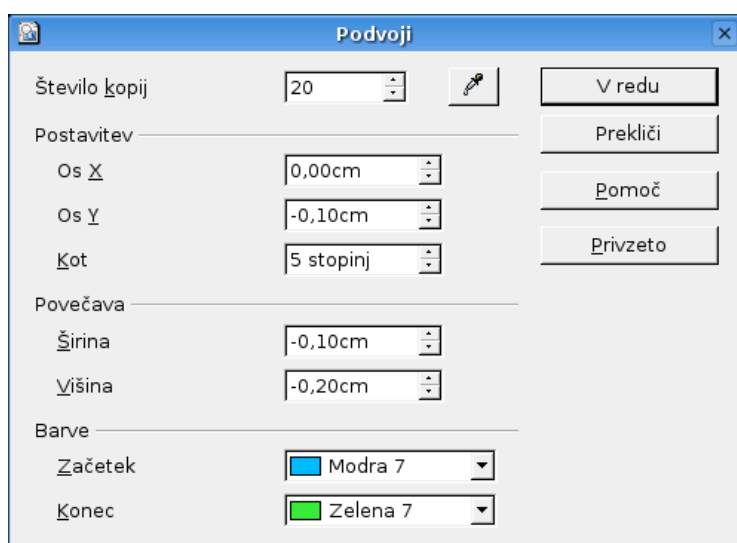 Podvoji
Število kopij 20 V redu
Postavitev Prekliči
Os X 0,00cm
Os Y -0,10cm Pomoč
Kot 5 stopinj Privzeto
Povečava
Širina -0,10cm
Višina -0,20cm
Barve
Začetek Modra 7
Konec Zelena 7